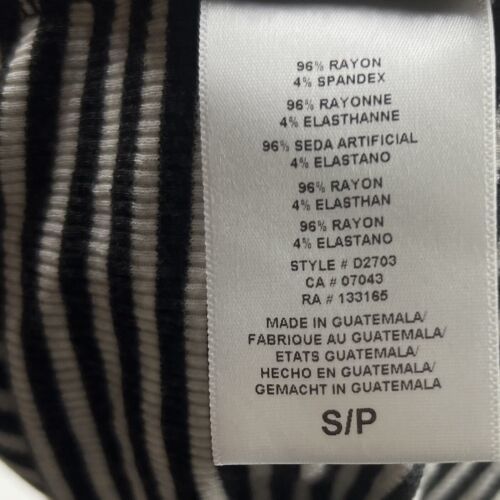 96% RAYON
4% SPANDEX
96% RAYONNE
4% ELASTHANNE
96% SEDA ARTIFICIAL
4% ELASTANO
96% RAYON
4% ELASTHAN
96% RAYON
4% ELASTANO
STYLE # D2703
CA # 07043
RA # 133165
MADE IN GUATEMALA/
FABRIQUE AU GUATEMALA/
ETATS GUATEMALA/
HECHO EN GUATEMALA/
GEMACHT IN GUATEMALA/
S/P